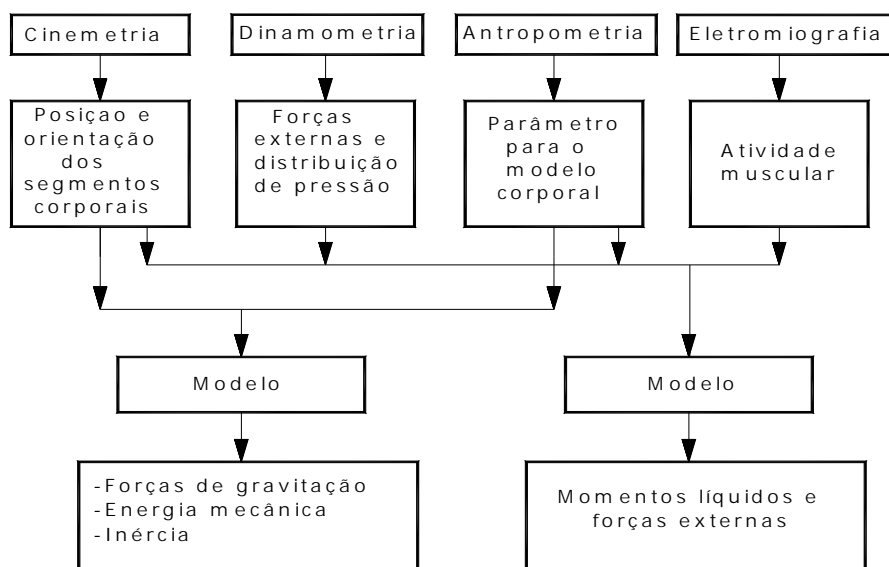 Cinemetria
Dinamometria
Antropometria
Eletromiografia
Posiçao e
orientação
dos
segmentos
corporais
Forças
externas e
distribuição
de pressão
Parâmetro
para o
modelo
corporal
Atividade
muscular
Modelo
Modelo
-Forças de gravitação
-Energia mecânica
-Inércia
Momentos líquidos e
forças externas